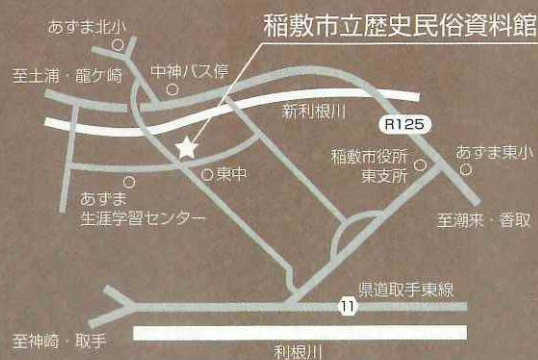 稲敷市立歴史民俗資料館
あずま北小
中神バス停
至土浦・龍ケ崎
新利根川
R125
稲敷市役所
東支所
あずま東小
東中
あずま
生涯学習センター
至潮来・香取
県道取手東線
11
至神崎・取手
利根川